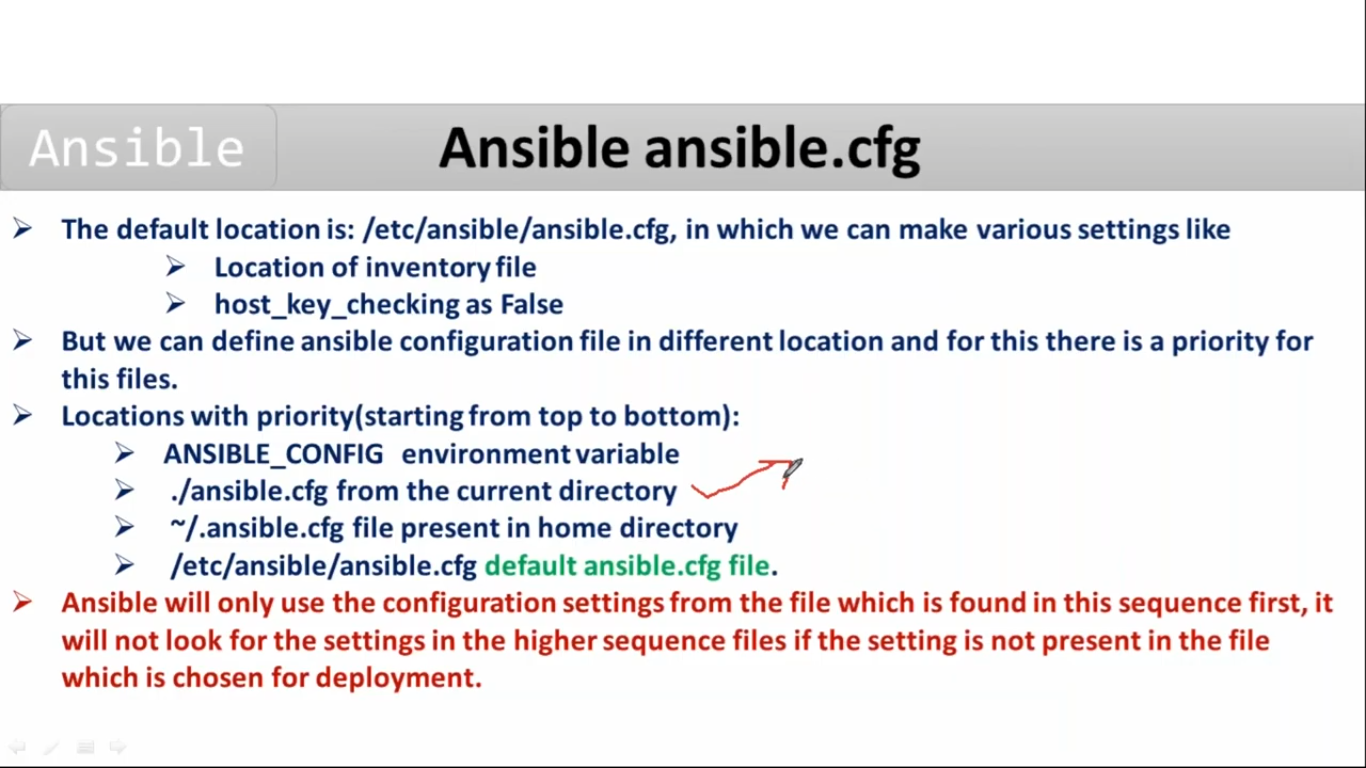 Ansible
Ansible ansible.cfg
The default location is: /etc/ansible/ansible.cfg, in which we can make various settings like
Location of inventory file
host_key_checking as False
But we can define ansible configuration file in different location and for this there is a priority for
this files.
Locations with priority(starting from top to bottom):
ANSIBLE_CONFIG environment variable
./ansible.cfg from the current directory
~/.ansible.cfg file present in home directory
/etc/ansible/ansible.cfg default ansible.cfg file.
Ansible will only use the configuration settings from the file which is found in this sequence first, it
will not look for the settings in the higher sequence files if the setting is not present in the file
which is chosen for deployment.